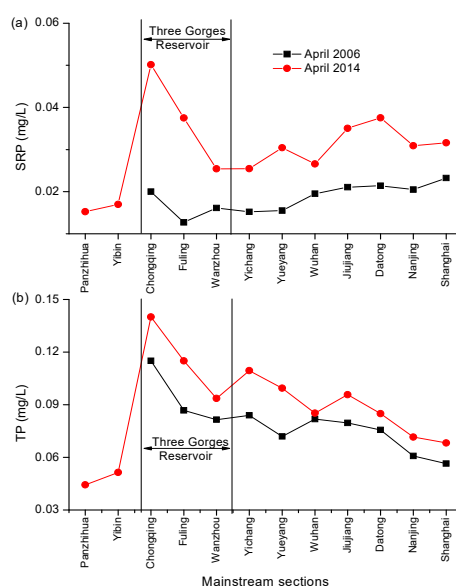 (a)
0.06
0.04
0.02
SRP (mg/L)
Three Gorges
Reservoir
April 2006
April 2014
Panzhihua
Yibin
Chongqing
Fuling
Wanzhou
Yichang
Yueyang
Wuhan
Jiujiang
Datong
Nanjing
Shanghai
(b)
0.15
0.12
0.09
0.06
0.03
TP (mg/L)
Three Gorges
Reservoir
Panzhihua
Yibin
Chongqing
Fuling
Wanzhou
Yichang
Yueyang
Wuhan
Jiujiang
Datong
Nanjing
Shanghai
Mainstream sections